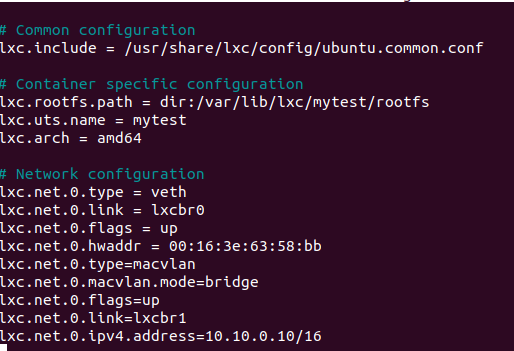 # Common configuration
lxc.include = /usr/share/lxc/config/ubuntu.common.conf
# Container specific configuration
lxc.rootfs.path = dir:/var/lib/lxc/mytest/rootfs
lxc.uts.name = mytest
lxc.arch = amd64
# Network configuration
lxc.net.0.type = veth
lxc.net.0.link = lxcbr0
lxc.net.0.flags = up
lxc.net.0.hwaddr = 00:16:3e:63:58:bb
lxc.net.0.type=macvlan
lxc.net.0.macvlan.mode=bridge
lxc.net.0.flags=up
lxc.net.0.link=lxcbr1
lxc.net.0.ipv4.address=10.10.0.10/16